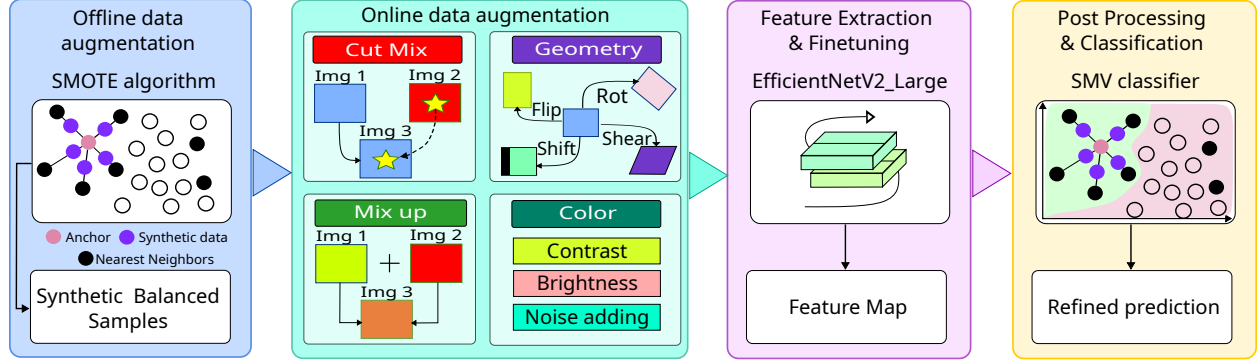 Offline data
augmentation
SMOTE algorithm
Anchor
Synthetic data
Nearest Neighbors
Synthetic Balanced
Samples
Online data augmentation
Cut Mix
Img 1
Img 2
Img 3
Geometry
Flip
Rot
Shift
Shear
Mix up
Img 1
Img 2
+
Img 3
Color
Contrast
Brightness
Noise adding
Feature Extraction
& Finetuning
EfficientNetV2_Large
Feature Map
Post Processing
& Classification
SMV classifier
Refined prediction